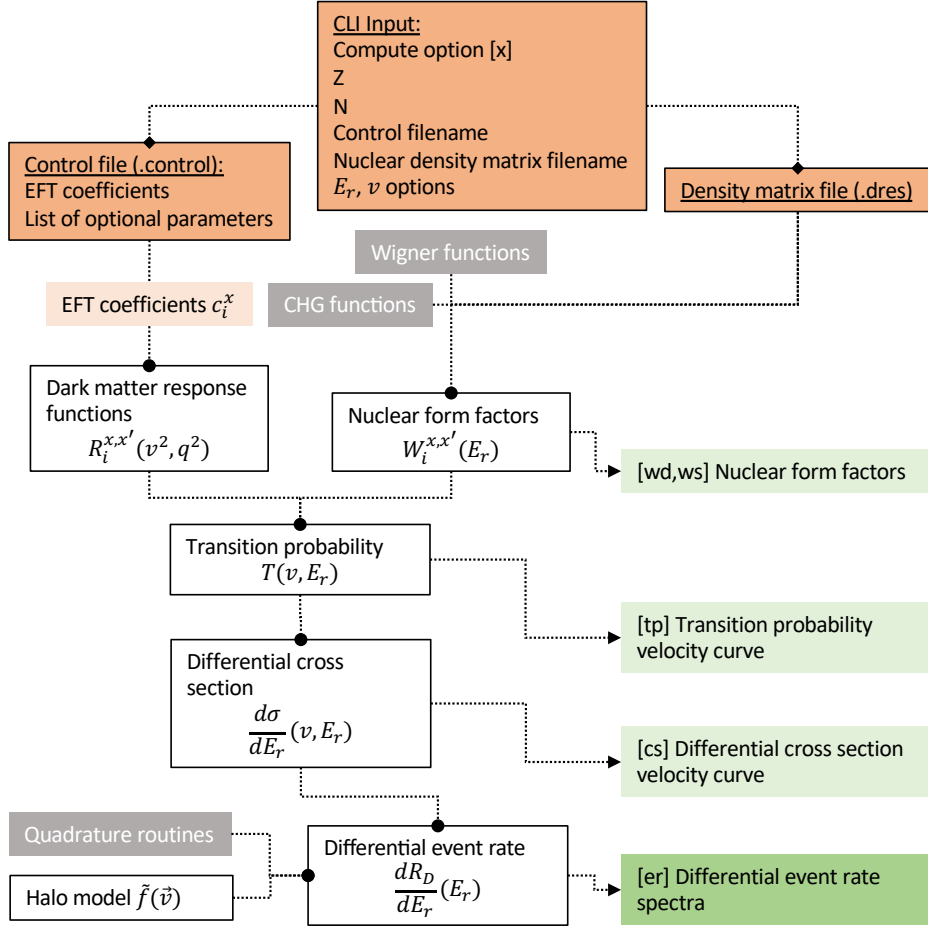 CLI Input:
Compute option [x]
Z
N
Control filename
Nuclear density matrix filename
E_r, v options
Control file (.control):
EFT coefficients
List of optional parameters
Density matrix file (.dres)
Wigner functions
CHG functions
EFT coefficients c_i^x
Dark matter response
functions
R_i^{x,x'}(v^2, q^2)
Nuclear form factors
W_i^{x,x'}(E_r)
[wd,ws] Nuclear form factors
Transition probability
T(v, E_r)
[tp] Transition probability
velocity curve
Differential cross
section
dσ/dE_r (v, E_r)
[cs] Differential cross section
velocity curve
Quadrature routines
Halo model f̃(v⃗)
Differential event rate
dR_D/dE_r (E_r)
[er] Differential event rate
spectra